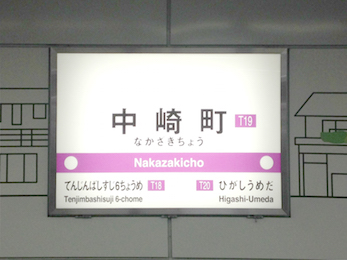 中崎町 T19
なかさきちょう
Nakazakicho
てんじんばしすじ6ちょうめ T18 T20 ひがしうめだ
Tenjimbashisuji 6-chome Higashi-Umeda